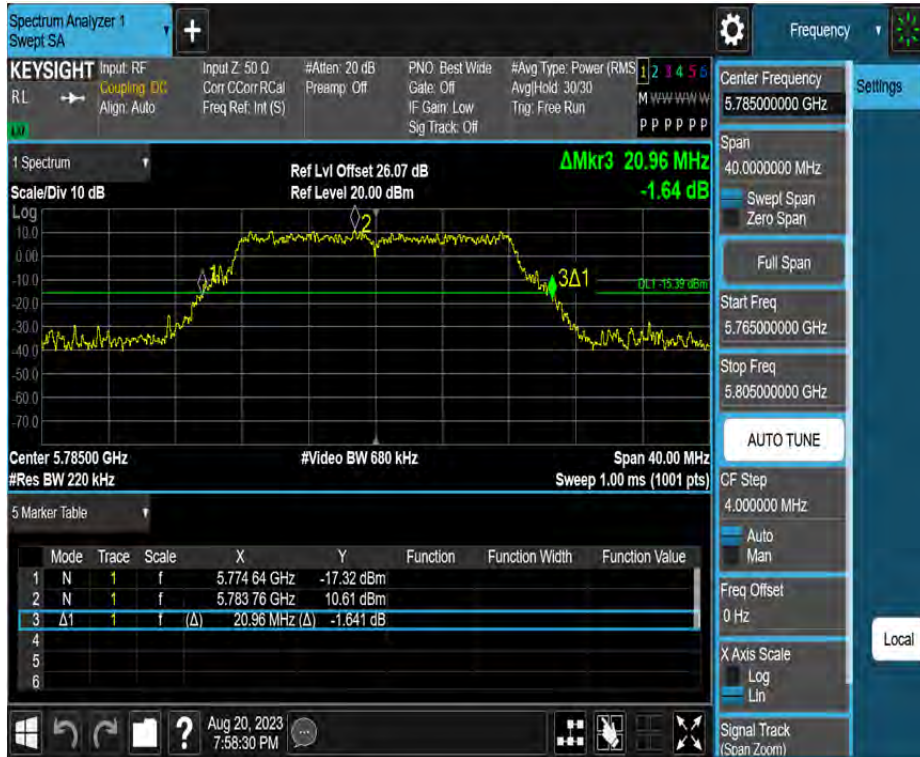 Spectrum Analyzer 1
Swept SA
+
Frequency
KEYSIGHT
RL
Input: RF
Coupling: DC
Align: Auto
Input Z: 50 Ω
Corr CCorr RCal
Freq Ref: Int (S)
#Atten: 20 dB
Preamp: Off
PNO: Best Wide
Gate: Off
IF Gain: Low
Sig Track: Off
#Avg Type: Power (RMS
Avg|Hold: 30/30
Trig: Free Run
1 2 3 4 5 6
M W W W W W
P P P P P P
1 Spectrum
Scale/Div 10 dB
Ref Lvl Offset 26.07 dB
Ref Level 20.00 dBm
ΔMkr3 20.96 MHz
-1.64 dB
Log
10.0
0.00
-10.0
-20.0
-30.0
-40.0
-50.0
-60.0
-70.0
1
2
3Δ1
DL1 -15.39 dBm
Center 5.78500 GHz
#Video BW 680 kHz
Span 40.00 MHz
#Res BW 220 kHz
Sweep 1.00 ms (1001 pts)
5 Marker Table
Mode Trace Scale X Y Function Function Width Function Value
1 N 1 f 5.774 64 GHz -17.32 dBm
2 N 1 f 5.783 76 GHz 10.61 dBm
3 Δ1 1 f (Δ) 20.96 MHz (Δ) -1.641 dB
4
5
6
?
Aug 20, 2023
7:58:30 PM
Center Frequency
5.785000000 GHz
Span
40.0000000 MHz
Swept Span
Zero Span
Full Span
Start Freq
5.765000000 GHz
Stop Freq
5.805000000 GHz
AUTO TUNE
CF Step
4.000000 MHz
Auto
Man
Freq Offset
0 Hz
X Axis Scale
Log
Lin
Signal Track
(Span Zoom)
Settings
Local